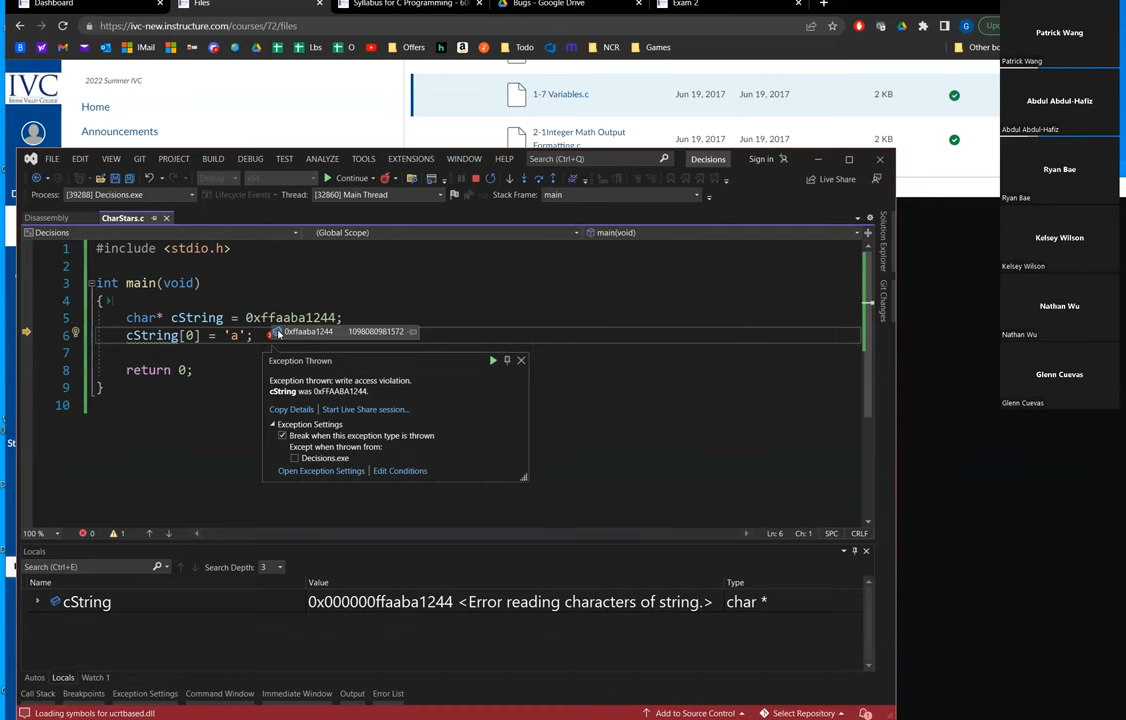 Dashboard
Files
Syllabus for C Programming - 60
Bugs - Google Drive
Exam 2
ivc-new.instructure.com/courses/72/files
IMail
Lbs
Offers
Todo
NCR
Games
Other bo
IVC
2022 Summer IVC
Home
Announcements
1-7 Variables.c
Jun 19, 2017
Jun 19, 2017
2 KB
2-1Integer Math Output
Formatting.c
Jun 19, 2017
Jun 19, 2017
2 KB
FILE EDIT VIEW GIT PROJECT BUILD DEBUG TEST ANALYZE TOOLS EXTENSIONS WINDOW HELP Search (Ctrl+Q) Decisions Sign in
Debug x64 Continue Live Share
Process: [39288] Decisions.exe Lifecycle Events Thread: [32860] Main Thread Stack Frame: main
Disassembly CharStars.c
Decisions (Global Scope) main(void)
1 #include <stdio.h>
2
3 int main(void)
4 {
5 char* cString = 0xffaaba1244;
6 cString[0] = 'a'; 0xffaaba1244 1098080981572
7
8 return 0;
9 }
10
Exception Thrown
Exception thrown: write access violation.
cString was 0xFFAABA1244.
Copy Details | Start Live Share session...
Exception Settings
Break when this exception type is thrown
Except when thrown from:
Decisions.exe
Open Exception Settings | Edit Conditions
Solution Explorer
Git Changes
100 % 0 1 Ln: 6 Ch: 1 SPC CRLF
Locals
Search (Ctrl+E) Search Depth: 3
Name Value Type
cString 0x000000ffaaba1244 <Error reading characters of string.> char *
Autos Locals Watch 1
Call Stack Breakpoints Exception Settings Command Window Immediate Window Output Error List
Loading symbols for ucrtbased.dll Add to Source Control Select Repository
Patrick Wang
Patrick Wang
Abdul Abdul-Hafiz
Abdul Abdul-Hafiz
Ryan Bae
Ryan Bae
Kelsey Wilson
Kelsey Wilson
Nathan Wu
Nathan Wu
Glenn Cuevas
Glenn Cuevas